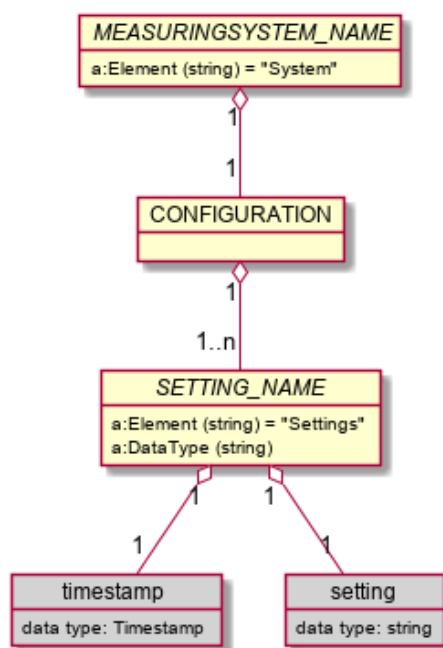 MEASURINGSYSTEM_NAME
a:Element (string) = "System"
1
1
CONFIGURATION
1
1..n
SETTING_NAME
a:Element (string) = "Settings"
a:DataType (string)
1
1
1
1
timestamp
data type: Timestamp
setting
data type: string